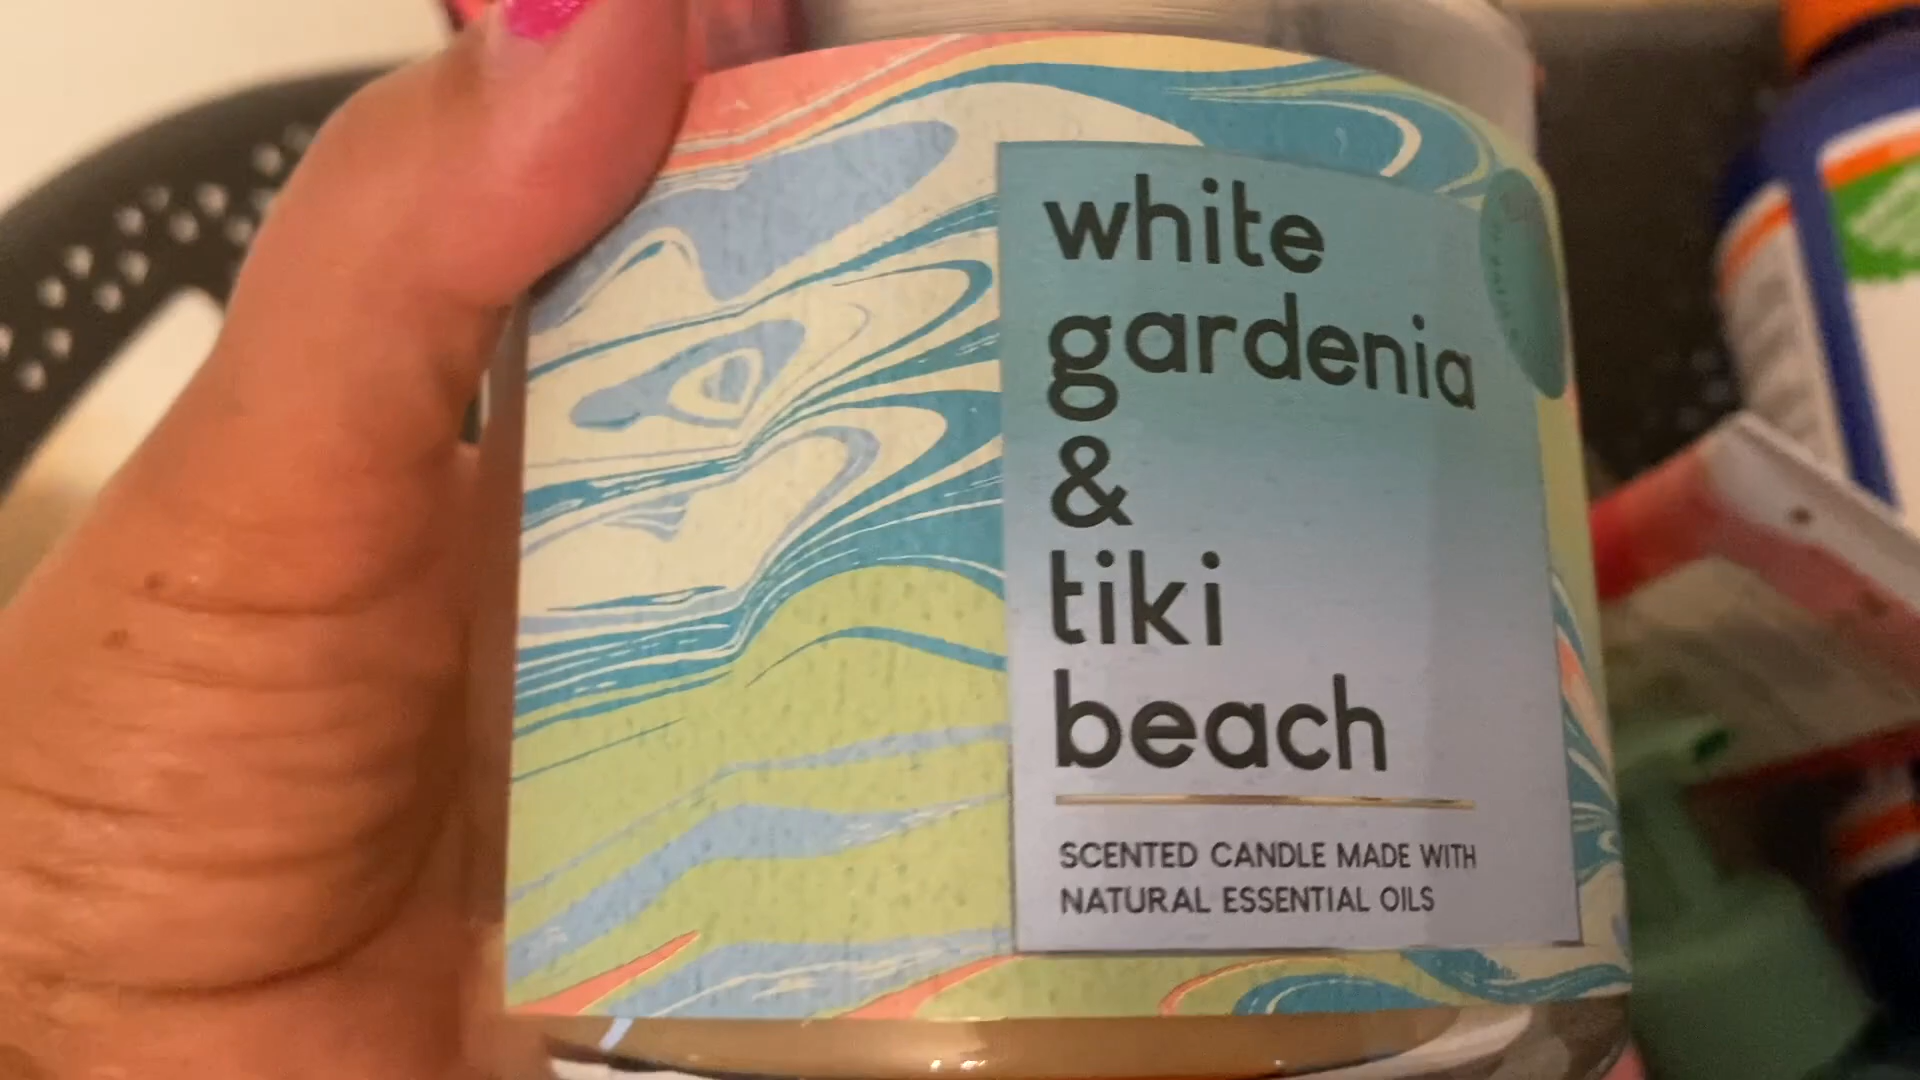 white
gardenia
&
tiki
beach
SCENTED CANDLE MADE WITH
NATURAL ESSENTIAL OILS